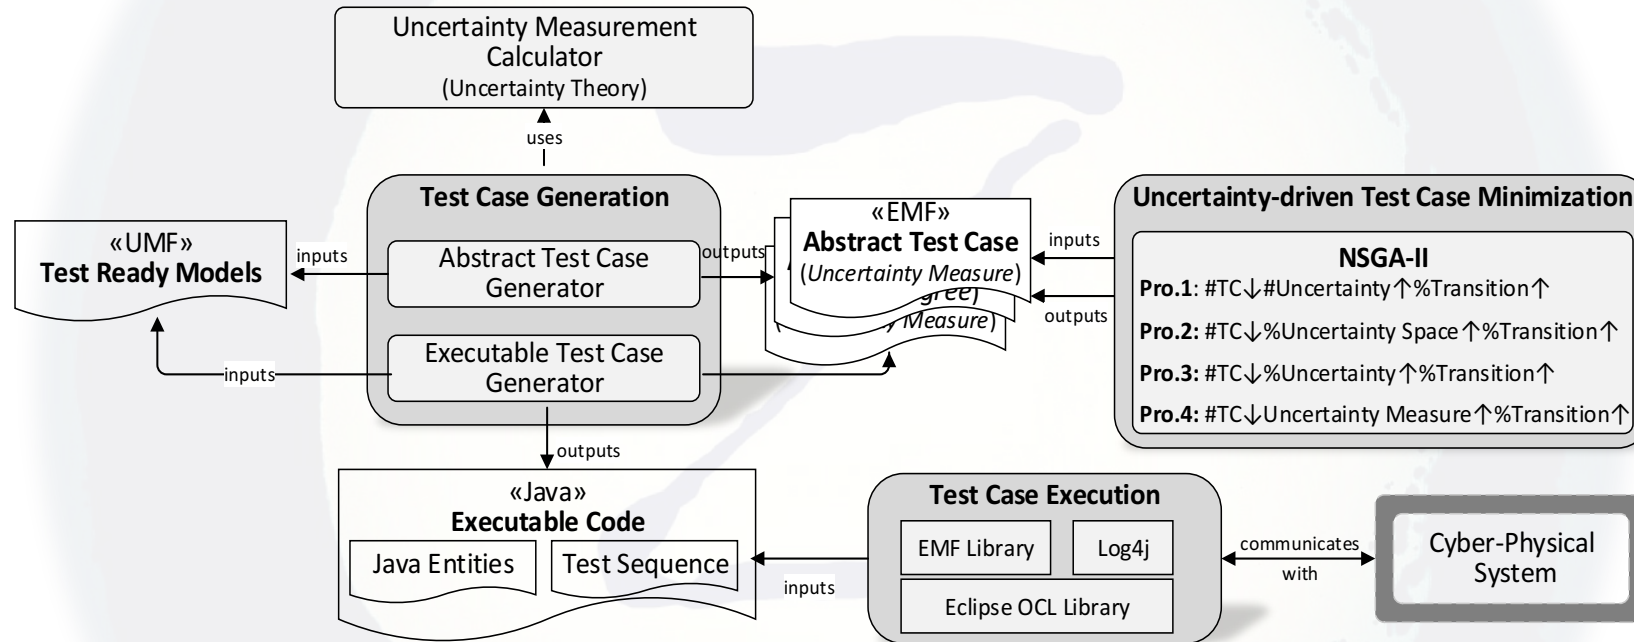 Uncertainty Measurement
Calculator
(Uncertainty Theory)
uses
Test Case Generation
Abstract Test Case
Generator
Executable Test Case
Generator
«UMF»
Test Ready Models
inputs
inputs
outputs
«EMF»
Abstract Test Case
(Uncertainty Measure)
gree)
y Measure)
inputs
outputs
Uncertainty-driven Test Case Minimization
NSGA-II
Pro.1: #TC↓#Uncertainty↑%Transition↑
Pro.2: #TC↓%Uncertainty Space↑%Transition↑
Pro.3: #TC↓%Uncertainty↑%Transition↑
Pro.4: #TC↓Uncertainty Measure↑%Transition↑
outputs
«Java»
Executable Code
Java Entities
Test Sequence
inputs
Test Case Execution
EMF Library
Log4j
Eclipse OCL Library
communicates
with
Cyber-Physical
System